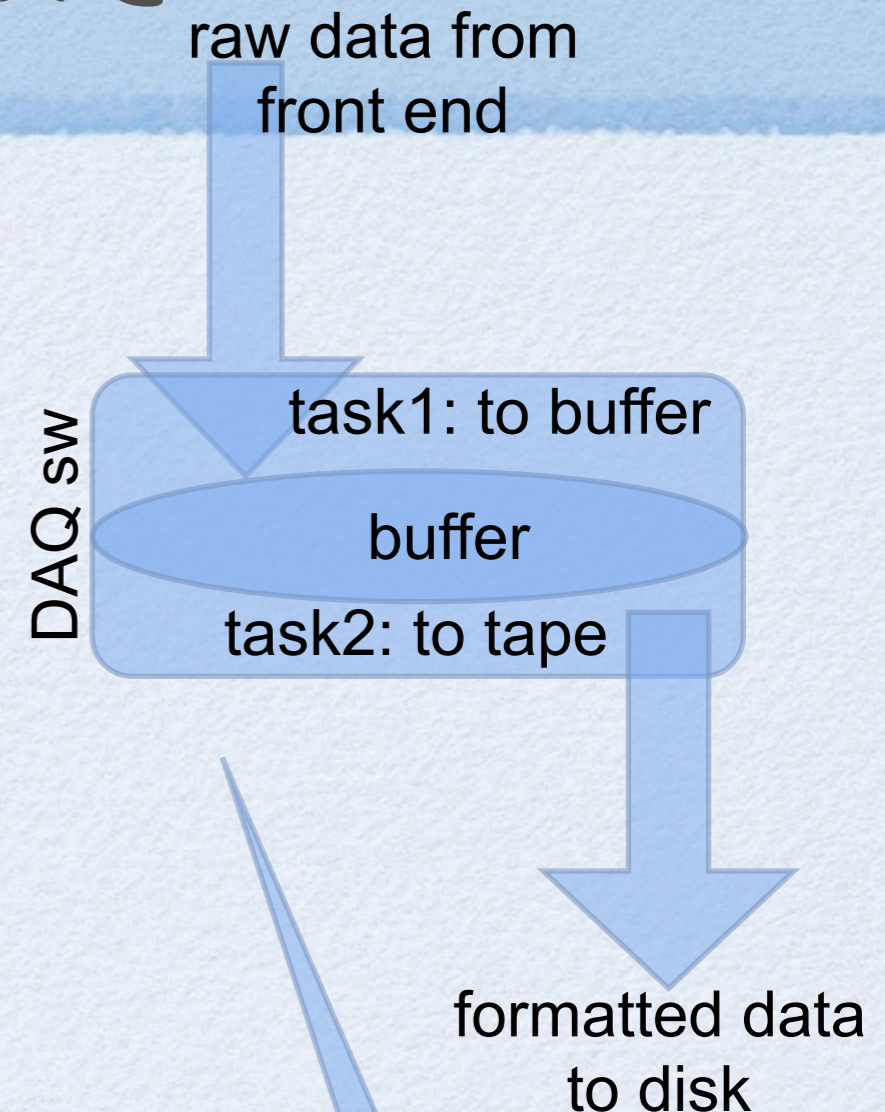 raw data from
front end
DAQ sw
task1: to buffer
buffer
task2: to tape
formatted data
to disk